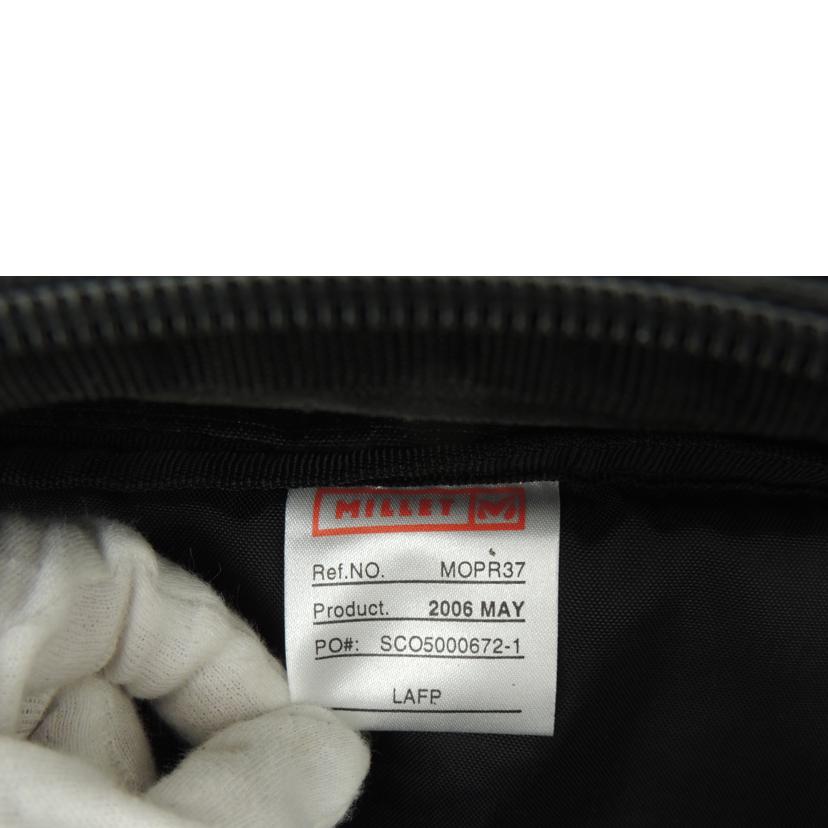 MILLET M
Ref.NO. MOPR37
Product. 2006 MAY
PO#: SCO5000672-1
LAFP